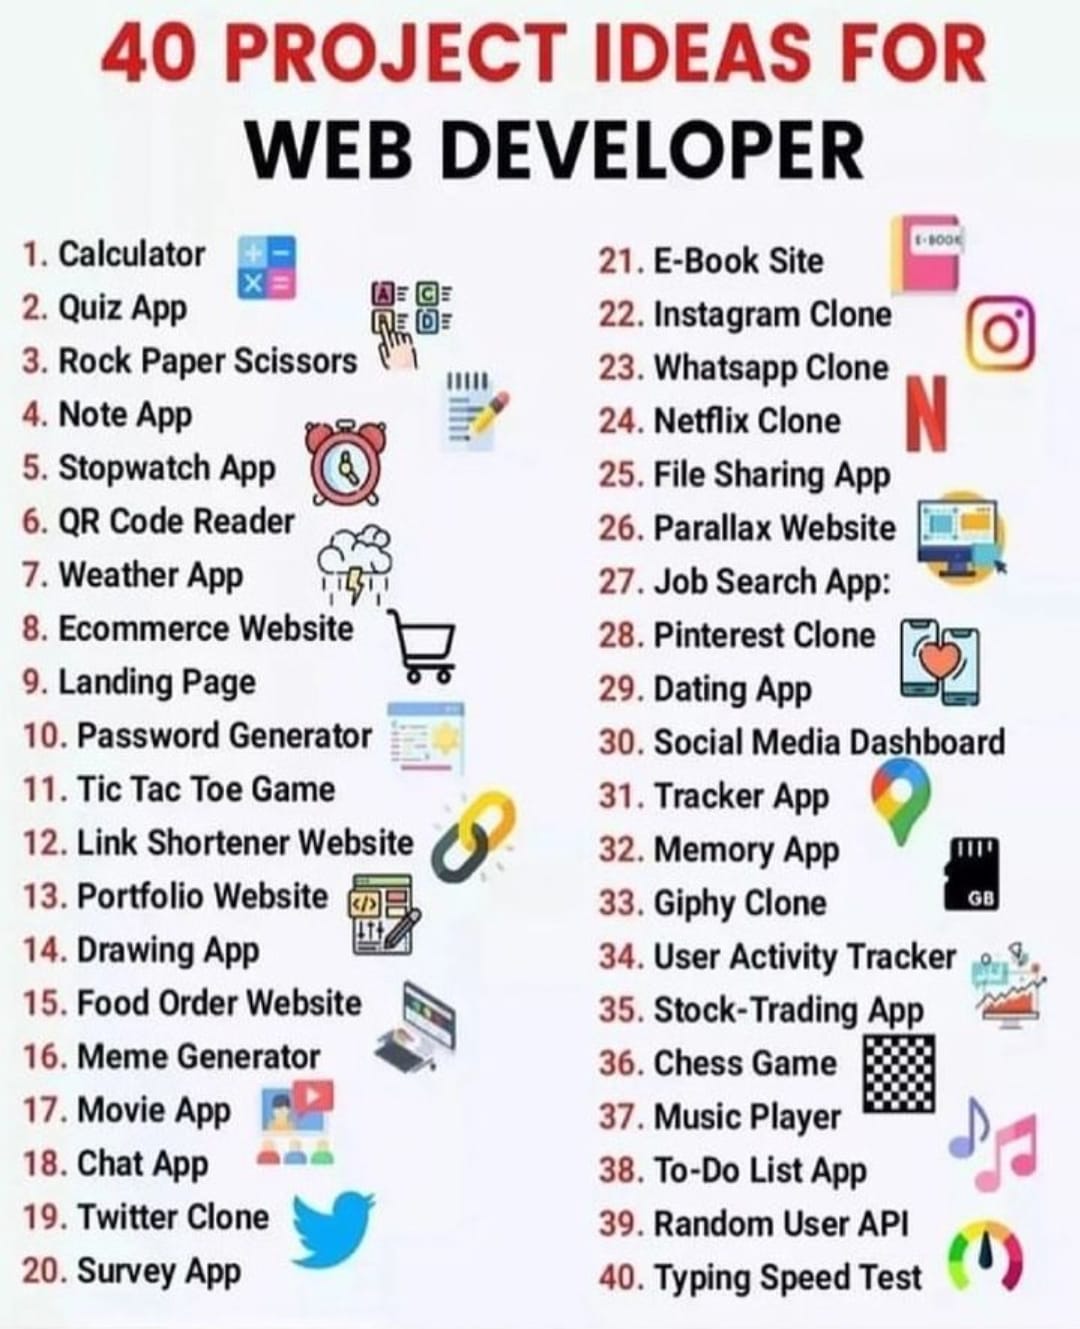 40 PROJECT IDEAS FOR
WEB DEVELOPER
1. Calculator
2. Quiz App
3. Rock Paper Scissors
4. Note App
5. Stopwatch App
6. QR Code Reader
7. Weather App
8. Ecommerce Website
9. Landing Page
10. Password Generator
11. Tic Tac Toe Game
12. Link Shortener Website
13. Portfolio Website
14. Drawing App
15. Food Order Website
16. Meme Generator
17. Movie App
18. Chat App
19. Twitter Clone
20. Survey App
21. E-Book Site
E-BOOK
22. Instagram Clone
23. Whatsapp Clone
24. Netflix Clone
N
25. File Sharing App
26. Parallax Website
27. Job Search App:
28. Pinterest Clone
29. Dating App
30. Social Media Dashboard
31. Tracker App
32. Memory App
GB
33. Giphy Clone
34. User Activity Tracker
35. Stock-Trading App
36. Chess Game
37. Music Player
38. To-Do List App
39. Random User API
40. Typing Speed Test